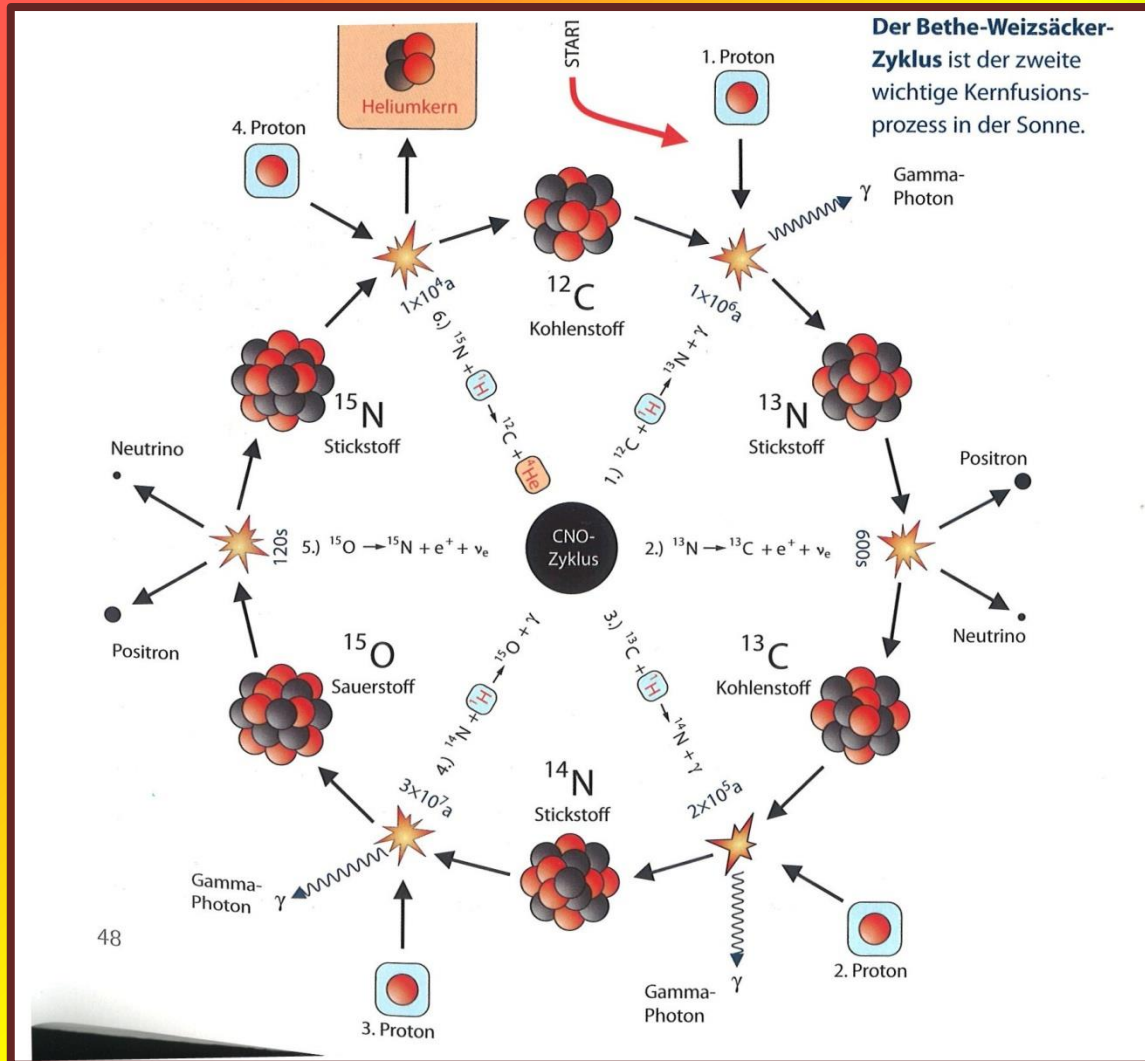 Der Bethe-Weizsäcker-
Zyklus ist der zweite
wichtige Kernfusions-
prozess in der Sonne.
START
1. Proton
Gamma-
Photon
γ
1×10⁶a
1.) ¹²C + ¹H → ¹³N + γ
¹³N
Stickstoff
Positron
Neutrino
600s
2.) ¹³N → ¹³C + e⁺ + νₑ
¹³C
Kohlenstoff
2. Proton
Gamma-
Photon
γ
2×10⁵a
3.) ¹³C + ¹H → ¹⁴N + γ
¹⁴N
Stickstoff
3. Proton
Gamma-
Photon
γ
3×10⁷a
4.) ¹⁴N + ¹H → ¹⁵O + γ
¹⁵O
Sauerstoff
Positron
Neutrino
120s
5.) ¹⁵O → ¹⁵N + e⁺ + νₑ
¹⁵N
Stickstoff
4. Proton
Heliumkern
1×10⁴a
6.) ¹⁵N + ¹H → ¹²C + ⁴He
¹²C
Kohlenstoff
CNO-
Zyklus
48